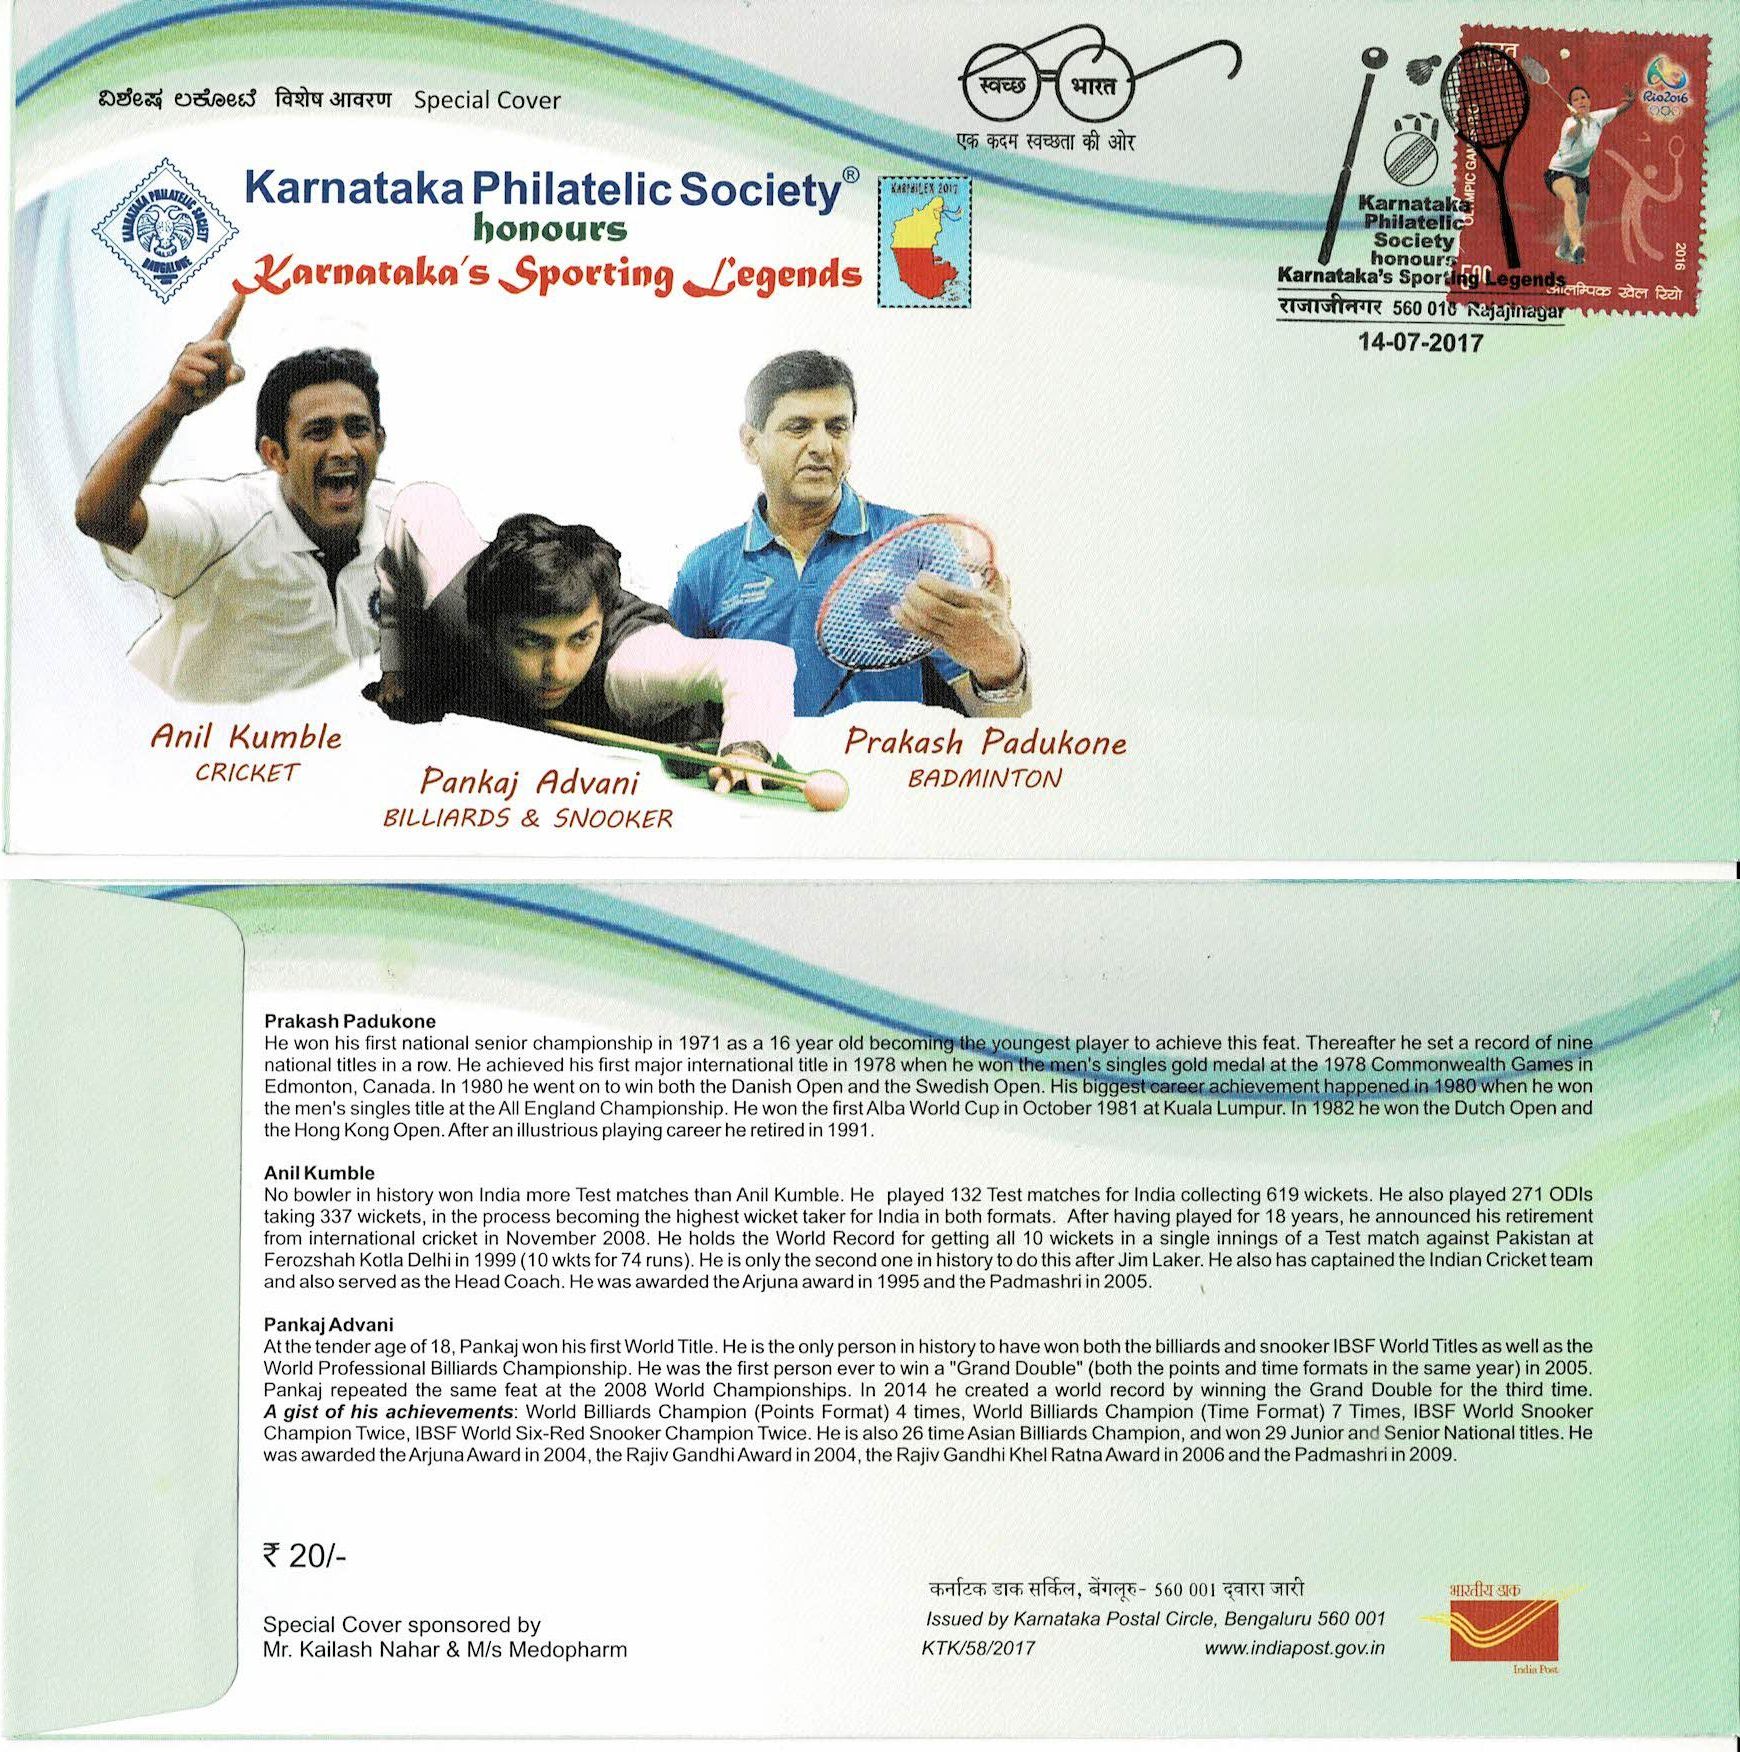 ವಿಶೇಷ ಲಕೋಟೆ विशेष आवरण Special Cover
स्वच्छ भारत
एक कदम स्वच्छता की ओर
KARNATAKA PHILATELIC SOCIETY
BANGALORE
Karnataka Philatelic Society®
honours
Karnataka's Sporting Legends
KARNAPEX 2017
Karnataka
Philatelic
Society
honours
Karnataka's Sporting Legends
राजाजीनगर 560 010 Rajajinagar
14-07-2017
भारत
Rio2016
2016
500
ओलम्पिक खेल रियो
Anil Kumble
CRICKET
Pankaj Advani
BILLIARDS & SNOOKER
Prakash Padukone
BADMINTON
Prakash Padukone
He won his first national senior championship in 1971 as a 16 year old becoming the youngest player to achieve this feat. Thereafter he set a record of nine
national titles in a row. He achieved his first major international title in 1978 when he won the men's singles gold medal at the 1978 Commonwealth Games in
Edmonton, Canada. In 1980 he went on to win both the Danish Open and the Swedish Open. His biggest career achievement happened in 1980 when he won
the men's singles title at the All England Championship. He won the first Alba World Cup in October 1981 at Kuala Lumpur. In 1982 he won the Dutch Open and
the Hong Kong Open. After an illustrious playing career he retired in 1991.
Anil Kumble
No bowler in history won India more Test matches than Anil Kumble. He played 132 Test matches for India collecting 619 wickets. He also played 271 ODIs
taking 337 wickets, in the process becoming the highest wicket taker for India in both formats. After having played for 18 years, he announced his retirement
from international cricket in November 2008. He holds the World Record for getting all 10 wickets in a single innings of a Test match against Pakistan at
Ferozshah Kotla Delhi in 1999 (10 wkts for 74 runs). He is only the second one in history to do this after Jim Laker. He also has captained the Indian Cricket team
and also served as the Head Coach. He was awarded the Arjuna award in 1995 and the Padmashri in 2005.
Pankaj Advani
At the tender age of 18, Pankaj won his first World Title. He is the only person in history to have won both the billiards and snooker IBSF World Titles as well as the
World Professional Billiards Championship. He was the first person ever to win a "Grand Double" (both the points and time formats in the same year) in 2005.
Pankaj repeated the same feat at the 2008 World Championships. In 2014 he created a world record by winning the Grand Double for the third time.
A gist of his achievements: World Billiards Champion (Points Format) 4 times, World Billiards Champion (Time Format) 7 Times, IBSF World Snooker
Champion Twice, IBSF World Six-Red Snooker Champion Twice. He is also 26 time Asian Billiards Champion, and won 29 Junior and Senior National titles. He
was awarded the Arjuna Award in 2004, the Rajiv Gandhi Award in 2004, the Rajiv Gandhi Khel Ratna Award in 2006 and the Padmashri in 2009.
₹ 20/-
Special Cover sponsored by
Mr. Kailash Nahar & M/s Medopharm
कर्नाटक डाक सर्किल, बेंगलूरु- 560 001 द्वारा जारी
Issued by Karnataka Postal Circle, Bengaluru 560 001
KTK/58/2017 www.indiapost.gov.in
भारतीय डाक
India Post